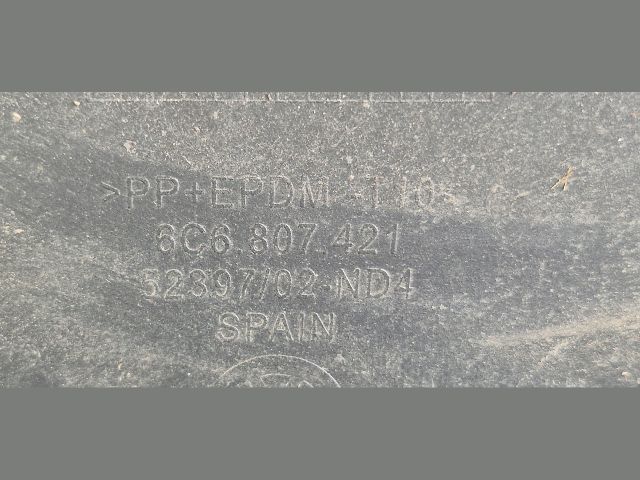 >PP+EPDM -T10<
6C6.807.421
52397/02-ND4
SPAIN